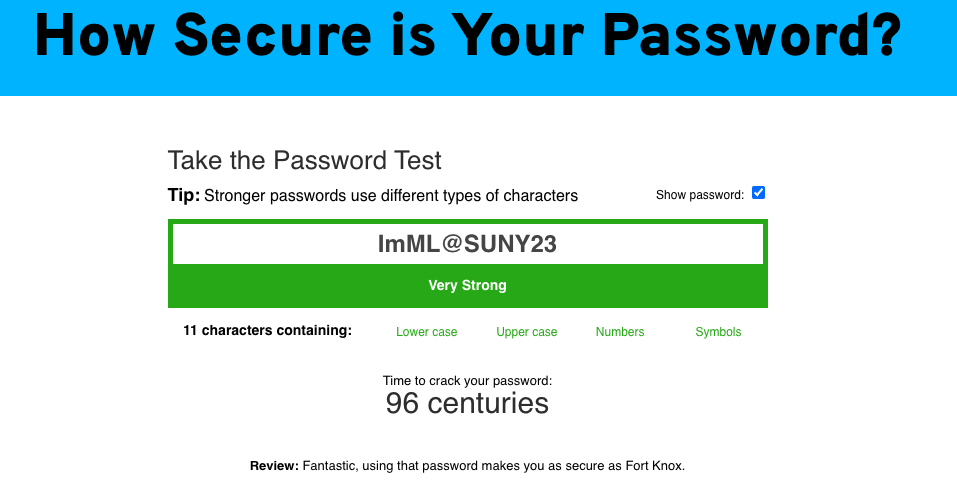 How Secure is Your Password?
Take the Password Test
Tip: Stronger passwords use different types of characters
Show password:
ImML@SUNY23
Very Strong
11 characters containing: Lower case Upper case Numbers Symbols
Time to crack your password:
96 centuries
Review: Fantastic, using that password makes you as secure as Fort Knox.